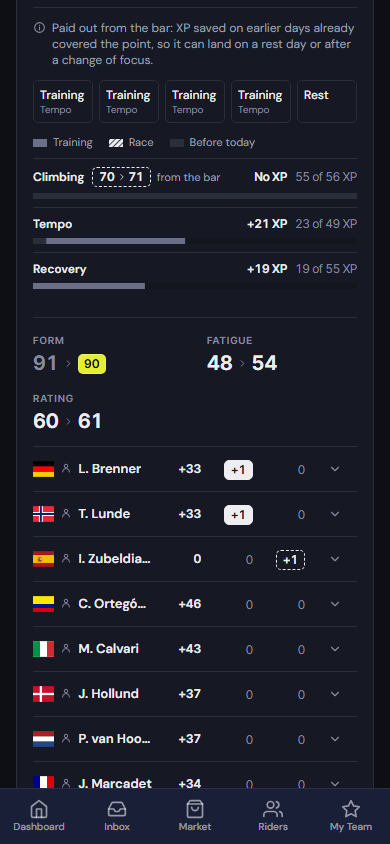 Paid out from the bar: XP saved on earlier days already
covered the point, so it can land on a rest day or after
a change of focus.
Training Training Training Training Rest
Tempo Tempo Tempo Tempo
Training Race Before today
Climbing 70 › 71 from the bar No XP 55 of 56 XP
Tempo +21 XP 23 of 49 XP
Recovery +19 XP 19 of 55 XP
FORM FATIGUE
91 › 90 48 › 54
RATING
60 › 61
L. Brenner +33 +1 0
T. Lunde +33 +1 0
I. Zubeldia... 0 0 +1
C. Ortegó... +46 0 0
M. Calvari +43 0 0
J. Hollund +37 0 0
P. van Hoo... +37 0 0
J. Marcadet +34 0 0
Dashboard Inbox Market Riders My Team